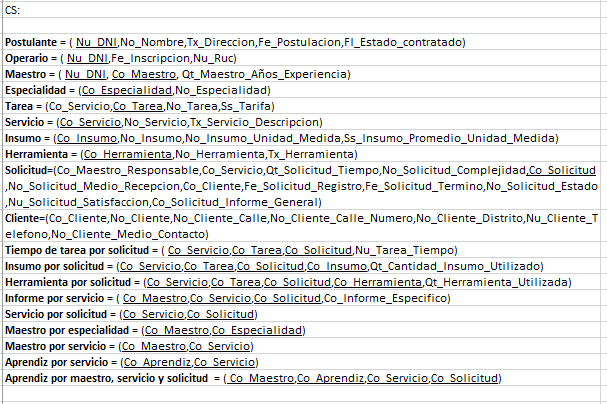 CS:
Postulante = ( Nu_DNI,No_Nombre,Tx_Direccion,Fe_Postulacion,Fl_Estado_contratado)
Operario = ( Nu_DNI,Fe_Inscripcion,Nu_Ruc)
Maestro = ( Nu_DNI, Co_Maestro, Qt_Maestro_Años_Experiencia)
Especialidad = (Co_Especialidad,No_Especialidad)
Tarea = (Co_Servicio,Co_Tarea,No_Tarea,Ss_Tarifa)
Servicio = (Co_Servicio,No_Servicio,Tx_Servicio_Descripcion)
Insumo = (Co_Insumo,No_Insumo,No_Insumo_Unidad_Medida,Ss_Insumo_Promedio_Unidad_Medida)
Herramienta = (Co_Herramienta,No_Herramienta,Tx_Herramienta)
Solicitud=(Co_Maestro_Responsable,Co_Servicio,Qt_Solicitud_Tiempo,No_Solicitud_Complejidad,Co_Solicitud
,No_Solicitud_Medio_Recepcion,Co_Cliente,Fe_Solicitud_Registro,Fe_Solicitud_Termino,No_Solicitud_Estado
,Nu_Solicitud_Satisfaccion,Co_Solicitud_Informe_General)
Cliente=(Co_Cliente,No_Cliente,No_Cliente_Calle,No_Cliente_Calle_Numero,No_Cliente_Distrito,Nu_Cliente_T
elefono,No_Cliente_Medio_Contacto)
Tiempo de tarea por solicitud = ( Co_Servicio,Co_Tarea,Co_Solicitud,Nu_Tarea_Tiempo)
Insumo por solicitud = (Co_Servicio,Co_Tarea,Co_Solicitud,Co_Insumo,Qt_Cantidad_Insumo_Utilizado)
Herramienta por solicitud = (Co_Servicio,Co_Tarea,Co_Solicitud,Co_Herramienta,Qt_Herramienta_Utilizada)
Informe por servicio = ( Co_Maestro,Co_Servicio,Co_Solicitud,Co_Informe_Especifico)
Servicio por solicitud = (Co_Servicio,Co_Solicitud)
Maestro por especialidad = (Co_Maestro,Co_Especialidad)
Maestro por servicio = (Co_Maestro,Co_Servicio)
Aprendiz por servicio = (Co_Aprendiz,Co_Servicio)
Aprendiz por maestro, servicio y solicitud = ( Co_Maestro,Co_Aprendiz,Co_Servicio,Co_Solicitud)